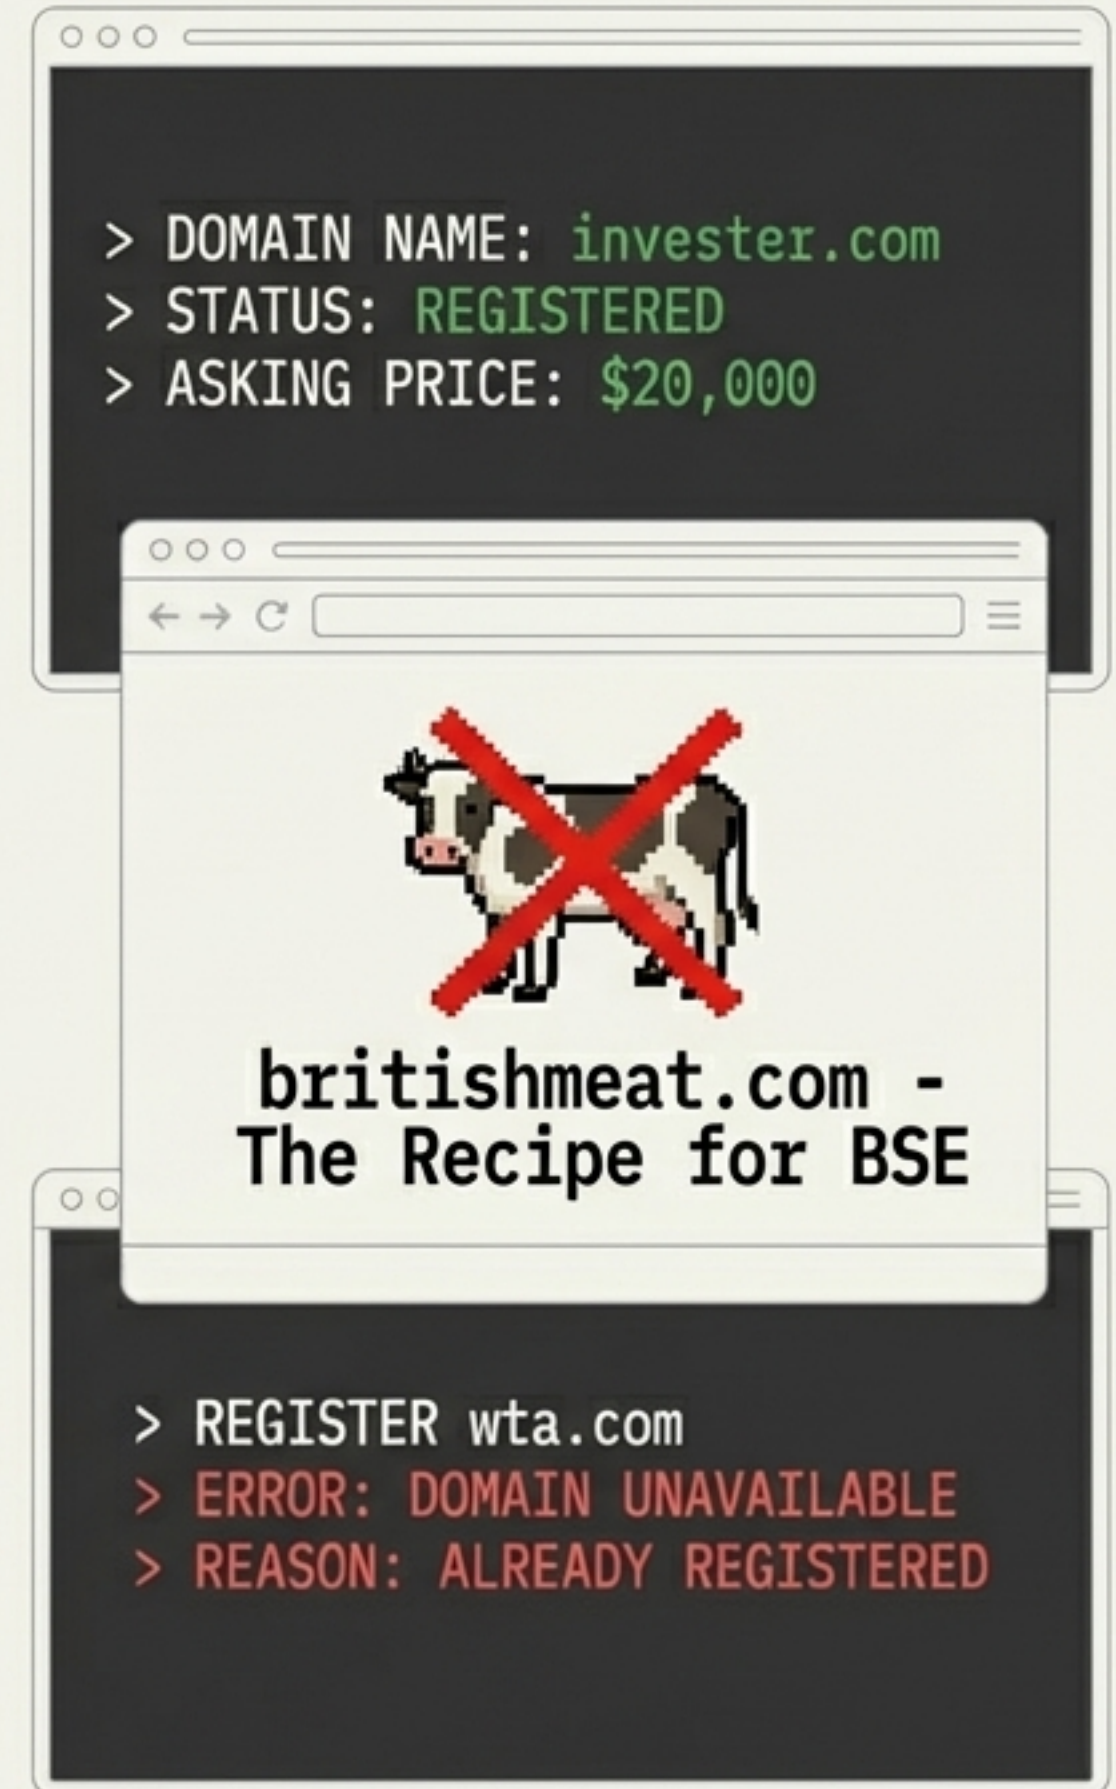 > DOMAIN NAME: invester.com
> STATUS: REGISTERED
> ASKING PRICE: $20,000
britishmeat.com -
The Recipe for BSE
> REGISTER wta.com
> ERROR: DOMAIN UNAVAILABLE
> REASON: ALREADY REGISTERED